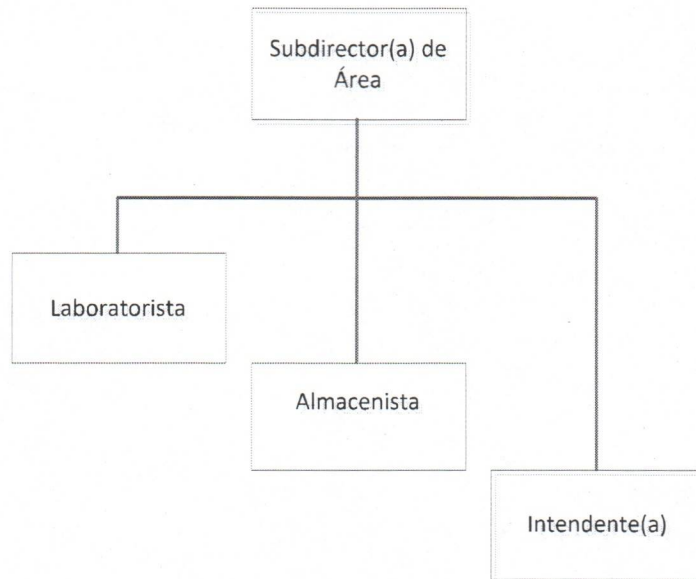 Subdirector(a) de
Área
Laboratorista
Almacenista
Intendente(a)